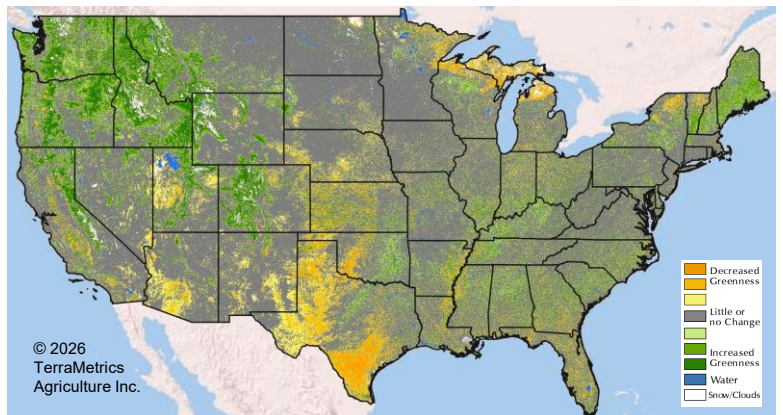 Decreased
Greenness
Little or
no Change
Increased
Greenness
Water
Snow/Clouds
© 2026
TerraMetrics
Agriculture Inc.